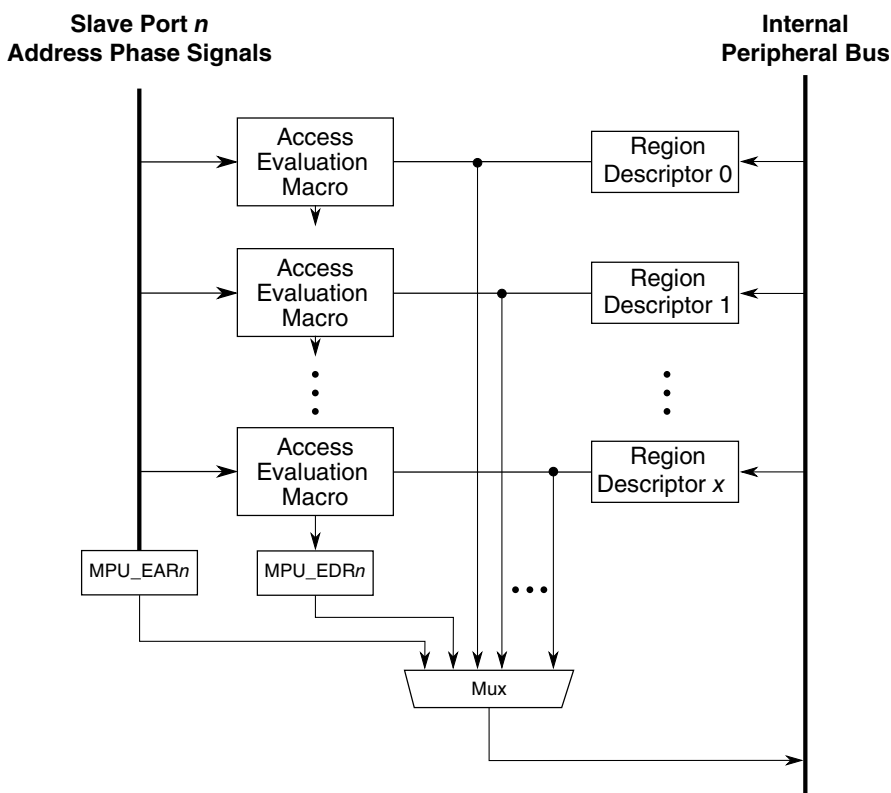 Slave Port n
Address Phase Signals
Internal
Peripheral Bus
Access
Evaluation
Macro
Region
Descriptor 0
Access
Evaluation
Macro
Region
Descriptor 1
Access
Evaluation
Macro
Region
Descriptor x
MPU_EARn
MPU_EDRn
Mux